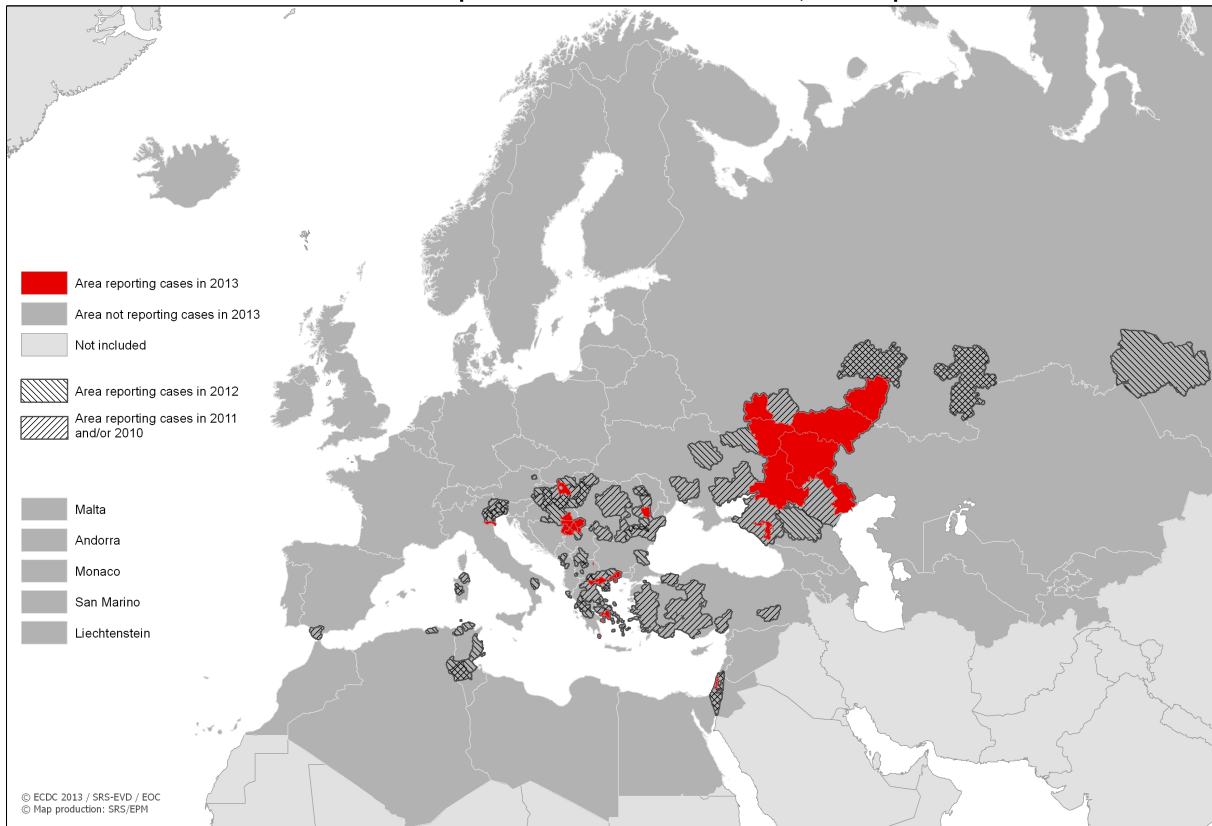 Area reporting cases in 2013
Area not reporting cases in 2013
Not included
Area reporting cases in 2012
Area reporting cases in 2011
and/or 2010
Malta
Andorra
Monaco
San Marino
Liechtenstein
© ECDC 2013 / SRS-EVD / EOC
© Map production: SRS/EPM